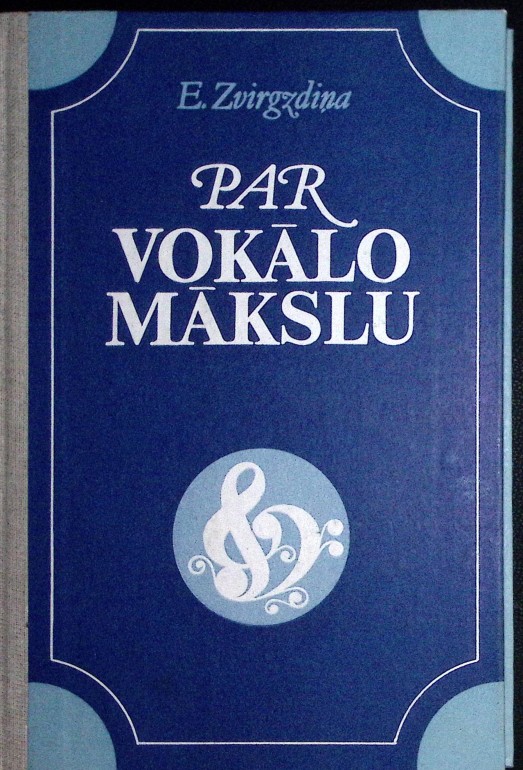 E. Zvirgzdiņa
PAR
VOKĀLO
MĀKSLU